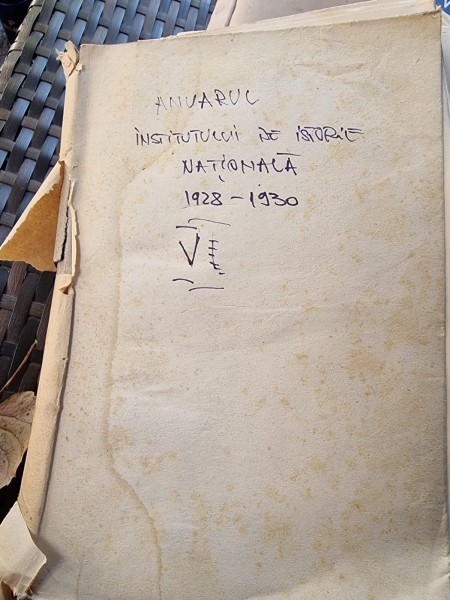 ANUARUL
INSTITUTULUI DE ISTORIE
NAȚIONALĂ
1928 - 1930
V